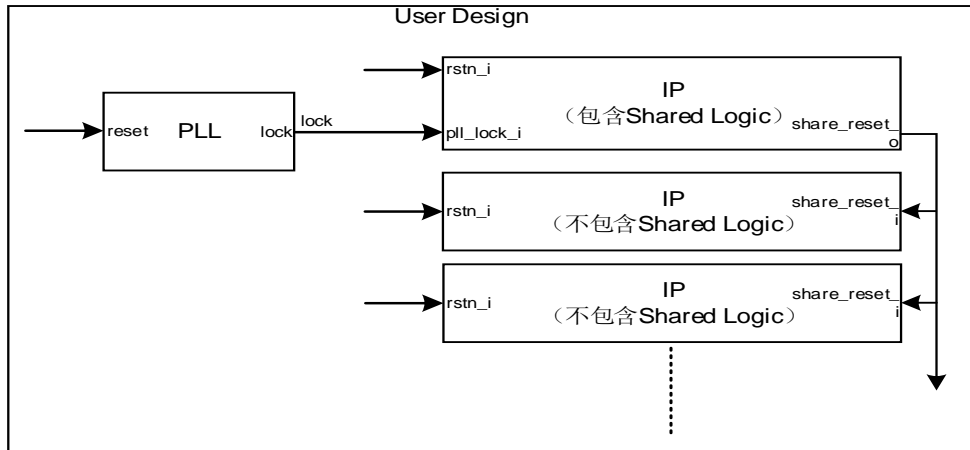 User Design
rstn_i
IP
（包含Shared Logic）
share_reset_
o
reset
PLL
lock
lock
pll_lock_i
rstn_i
IP
（不包含Shared Logic）
share_reset_
i
rstn_i
IP
（不包含Shared Logic）
share_reset_
i